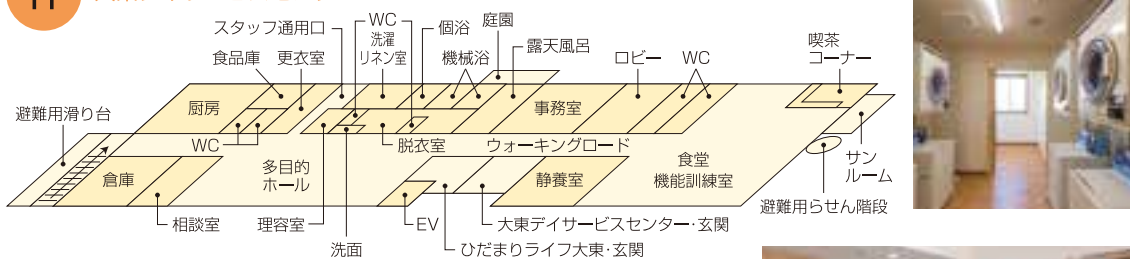 スタッフ通用口
WC
庭園
洗濯
リネン室
個浴
露天風呂
ロビー
WC
喫茶
コーナー
食品庫
更衣室
機械浴
避難用滑り台
厨房
事務室
WC
脱衣室
ウォーキングロード
倉庫
多目的
ホール
静養室
食堂
機能訓練室
サン
ルーム
相談室
理容室
洗面
EV
大東デイサービスセンター・玄関
ひだまりライフ大東・玄関
避難用らせん階段